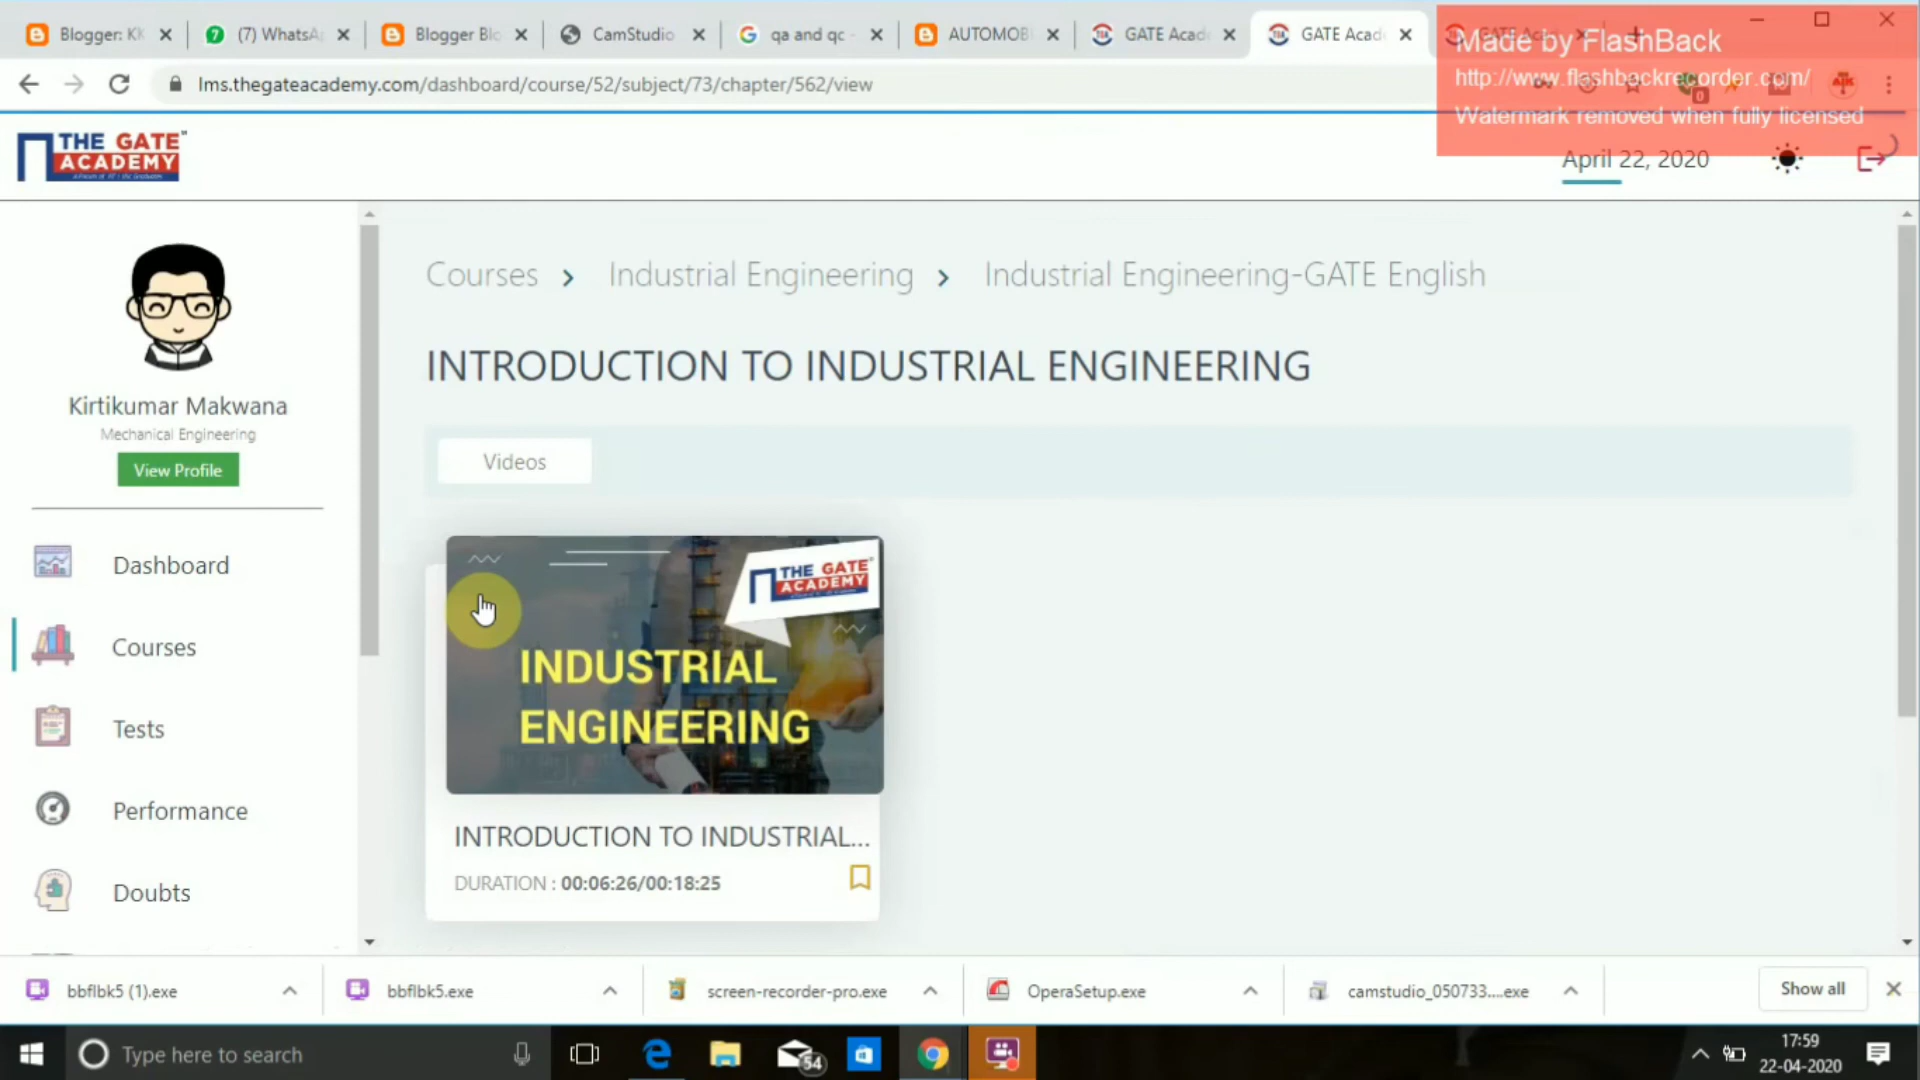 Blogger: KK
(7) WhatsA
Blogger Blo
CamStudio
qa and qc -
AUTOMOB
GATE Acad
GATE Acad
Made by FlashBack
http://www.flashbackrecorder.com/
Watermark removed when fully licensed
lms.thegateacademy.com/dashboard/course/52/subject/73/chapter/562/view
0
THE GATE
ACADEMY
April 22, 2020
Kirtikumar Makwana
Mechanical Engineering
View Profile
Dashboard
Courses
Tests
Performance
Doubts
Courses > Industrial Engineering > Industrial Engineering-GATE English
INTRODUCTION TO INDUSTRIAL ENGINEERING
Videos
THE GATE
ACADEMY
INDUSTRIAL
ENGINEERING
INTRODUCTION TO INDUSTRIAL...
DURATION : 00:06:26/00:18:25
bbflbk5 (1).exe
bbflbk5.exe
screen-recorder-pro.exe
OperaSetup.exe
camstudio_050733....exe
Show all
Type here to search
54
17:59
22-04-2020